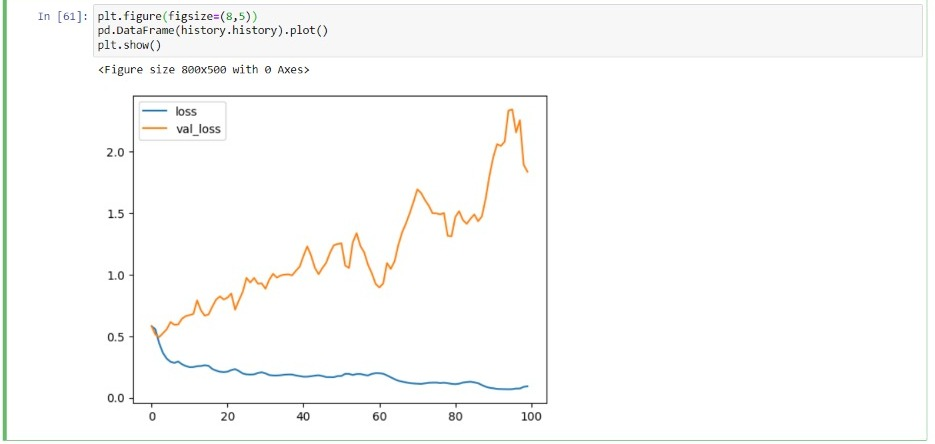 In [61]: plt.figure(figsize=(8,5))
pd.DataFrame(history.history).plot()
plt.show()
<Figure size 800x500 with 0 Axes>
loss
val_loss
2.0
1.5
1.0
0.5
0.0
0 20 40 60 80 100